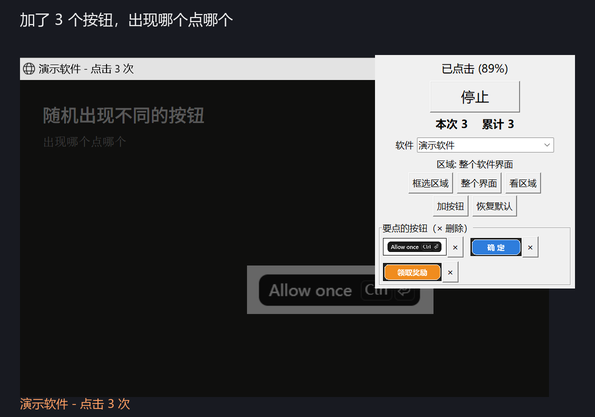 加了 3 个按钮，出现哪个点哪个
演示软件 - 点击 3 次
随机出现不同的按钮
出现哪个点哪个
Allow once Ctrl
已点击 (89%)
停止
本次 3 累计 3
软件 演示软件
区域: 整个软件界面
框选区域 整个界面 看区域
加按钮 恢复默认
要点的按钮（× 删除）
Allow once Ctrl × 确 定 ×
领取奖励 ×
演示软件 - 点击 3 次